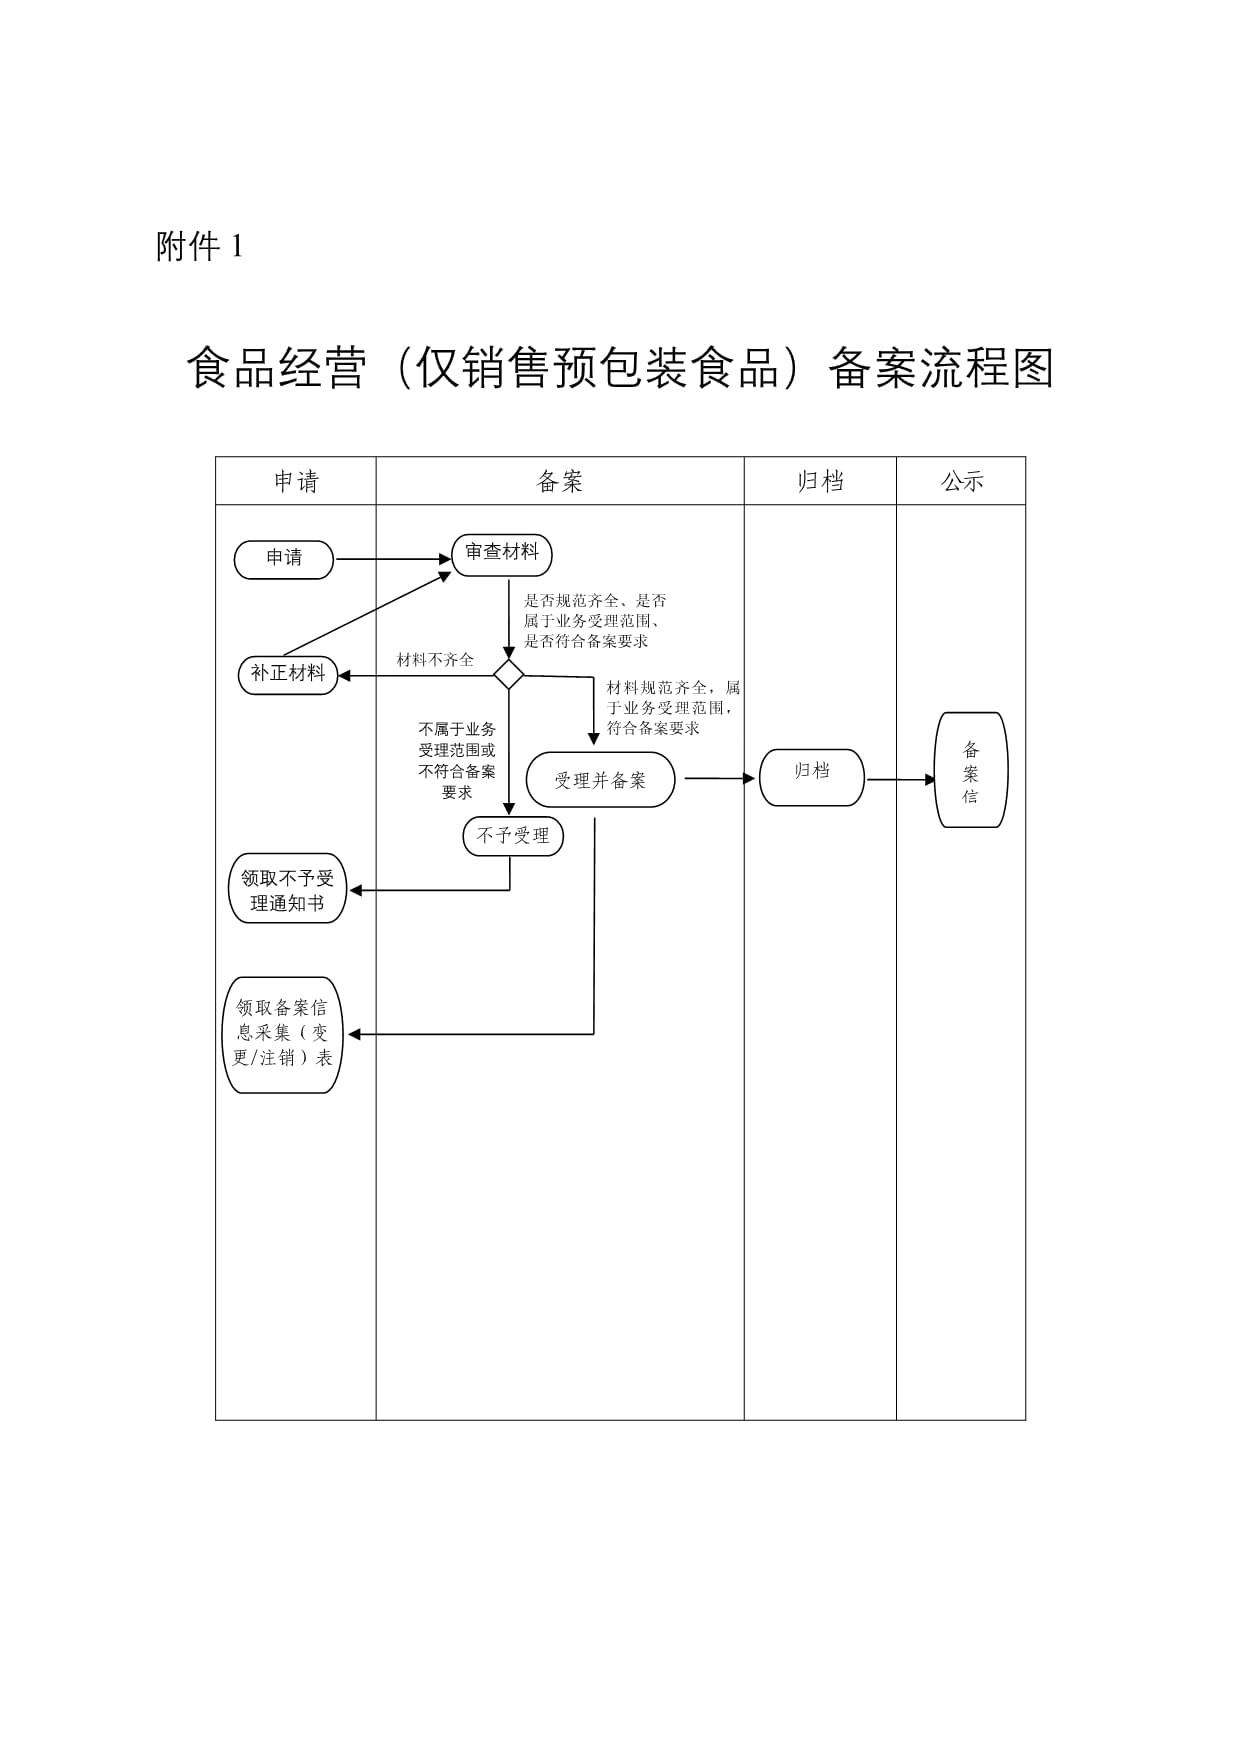 附件 1
食品经营（仅销售预包装食品）备案流程图
申请
备案
归档
公示
申请
审查材料
是否规范齐全、是否
属于业务受理范围、
是否符合备案要求
补正材料
材料不齐全
材料规范齐全，属
于业务受理范围，
符合备案要求
不属于业务
受理范围或
不符合备案
要求
受理并备案
归档
备
案
信
不予受理
领取不予受
理通知书
领取备案信
息采集（变
更/注销）表